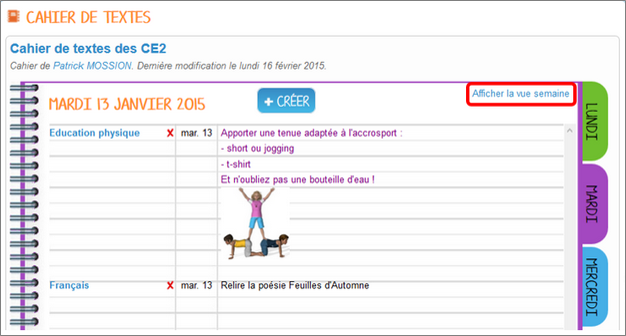 CAHIER DE TEXTES
Cahier de textes des CE2
Cahier de Patrick MOSSION. Dernière modification le lundi 16 février 2015.
MARDI 13 JANVIER 2015
+ CRÉER
Afficher la vue semaine
Education physique
x
mar. 13
Apporter une tenue adaptée à l'accrosport :
- short ou jogging
- t-shirt
Et n'oubliez pas une bouteille d'eau !
Français
x
mar. 13
Relire la poésie Feuilles d'Automne
LUNDI
MARDI
MERCREDI